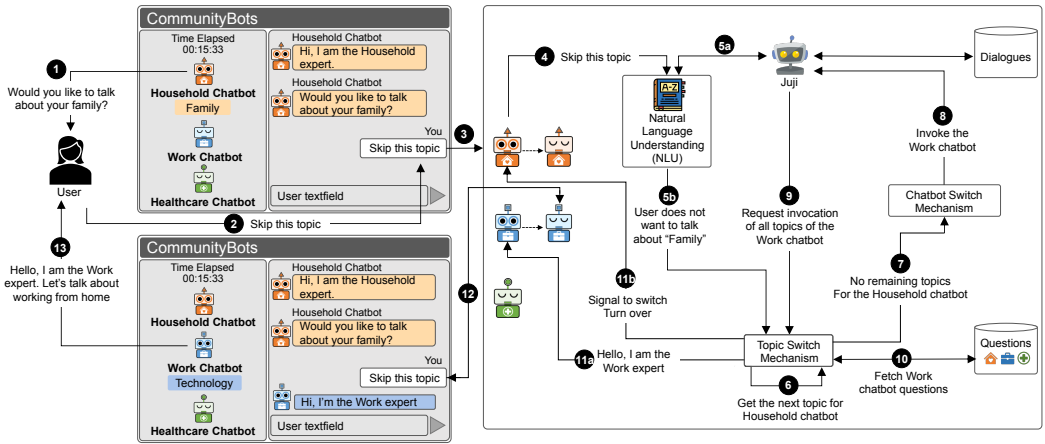 CommunityBots
Time Elapsed
00:15:33
Household Chatbot
Family
Work Chatbot
Healthcare Chatbot
Household Chatbot
Hi, I am the Household
expert.
Household Chatbot
Would you like to talk
about your family?
You
Skip this topic
User textfield
1
Would you like to talk
about your family?
User
2
Skip this topic
13
Hello, I am the Work
expert. Let's talk about
working from home
CommunityBots
Time Elapsed
00:15:33
Household Chatbot
Work Chatbot
Technology
Healthcare Chatbot
Household Chatbot
Hi, I am the Household
expert.
Household Chatbot
Would you like to talk
about your family?
You
Skip this topic
Hi, I'm the Work expert
User textfield
3
12
4
Skip this topic
A-Z
Natural
Language
Understanding
(NLU)
5a
Juji
Dialogues
5b
User does not
want to talk
about “Family”
9
Request invocation
of all topics of the
Work chatbot
8
Invoke the
Work chatbot
Chatbot Switch
Mechanism
7
No remaining topics
For the Household chatbot
11b
Signal to switch
Turn over
11a
Hello, I am the
Work expert
Topic Switch
Mechanism
6
Get the next topic for
Household chatbot
10
Fetch Work
chatbot questions
Questions